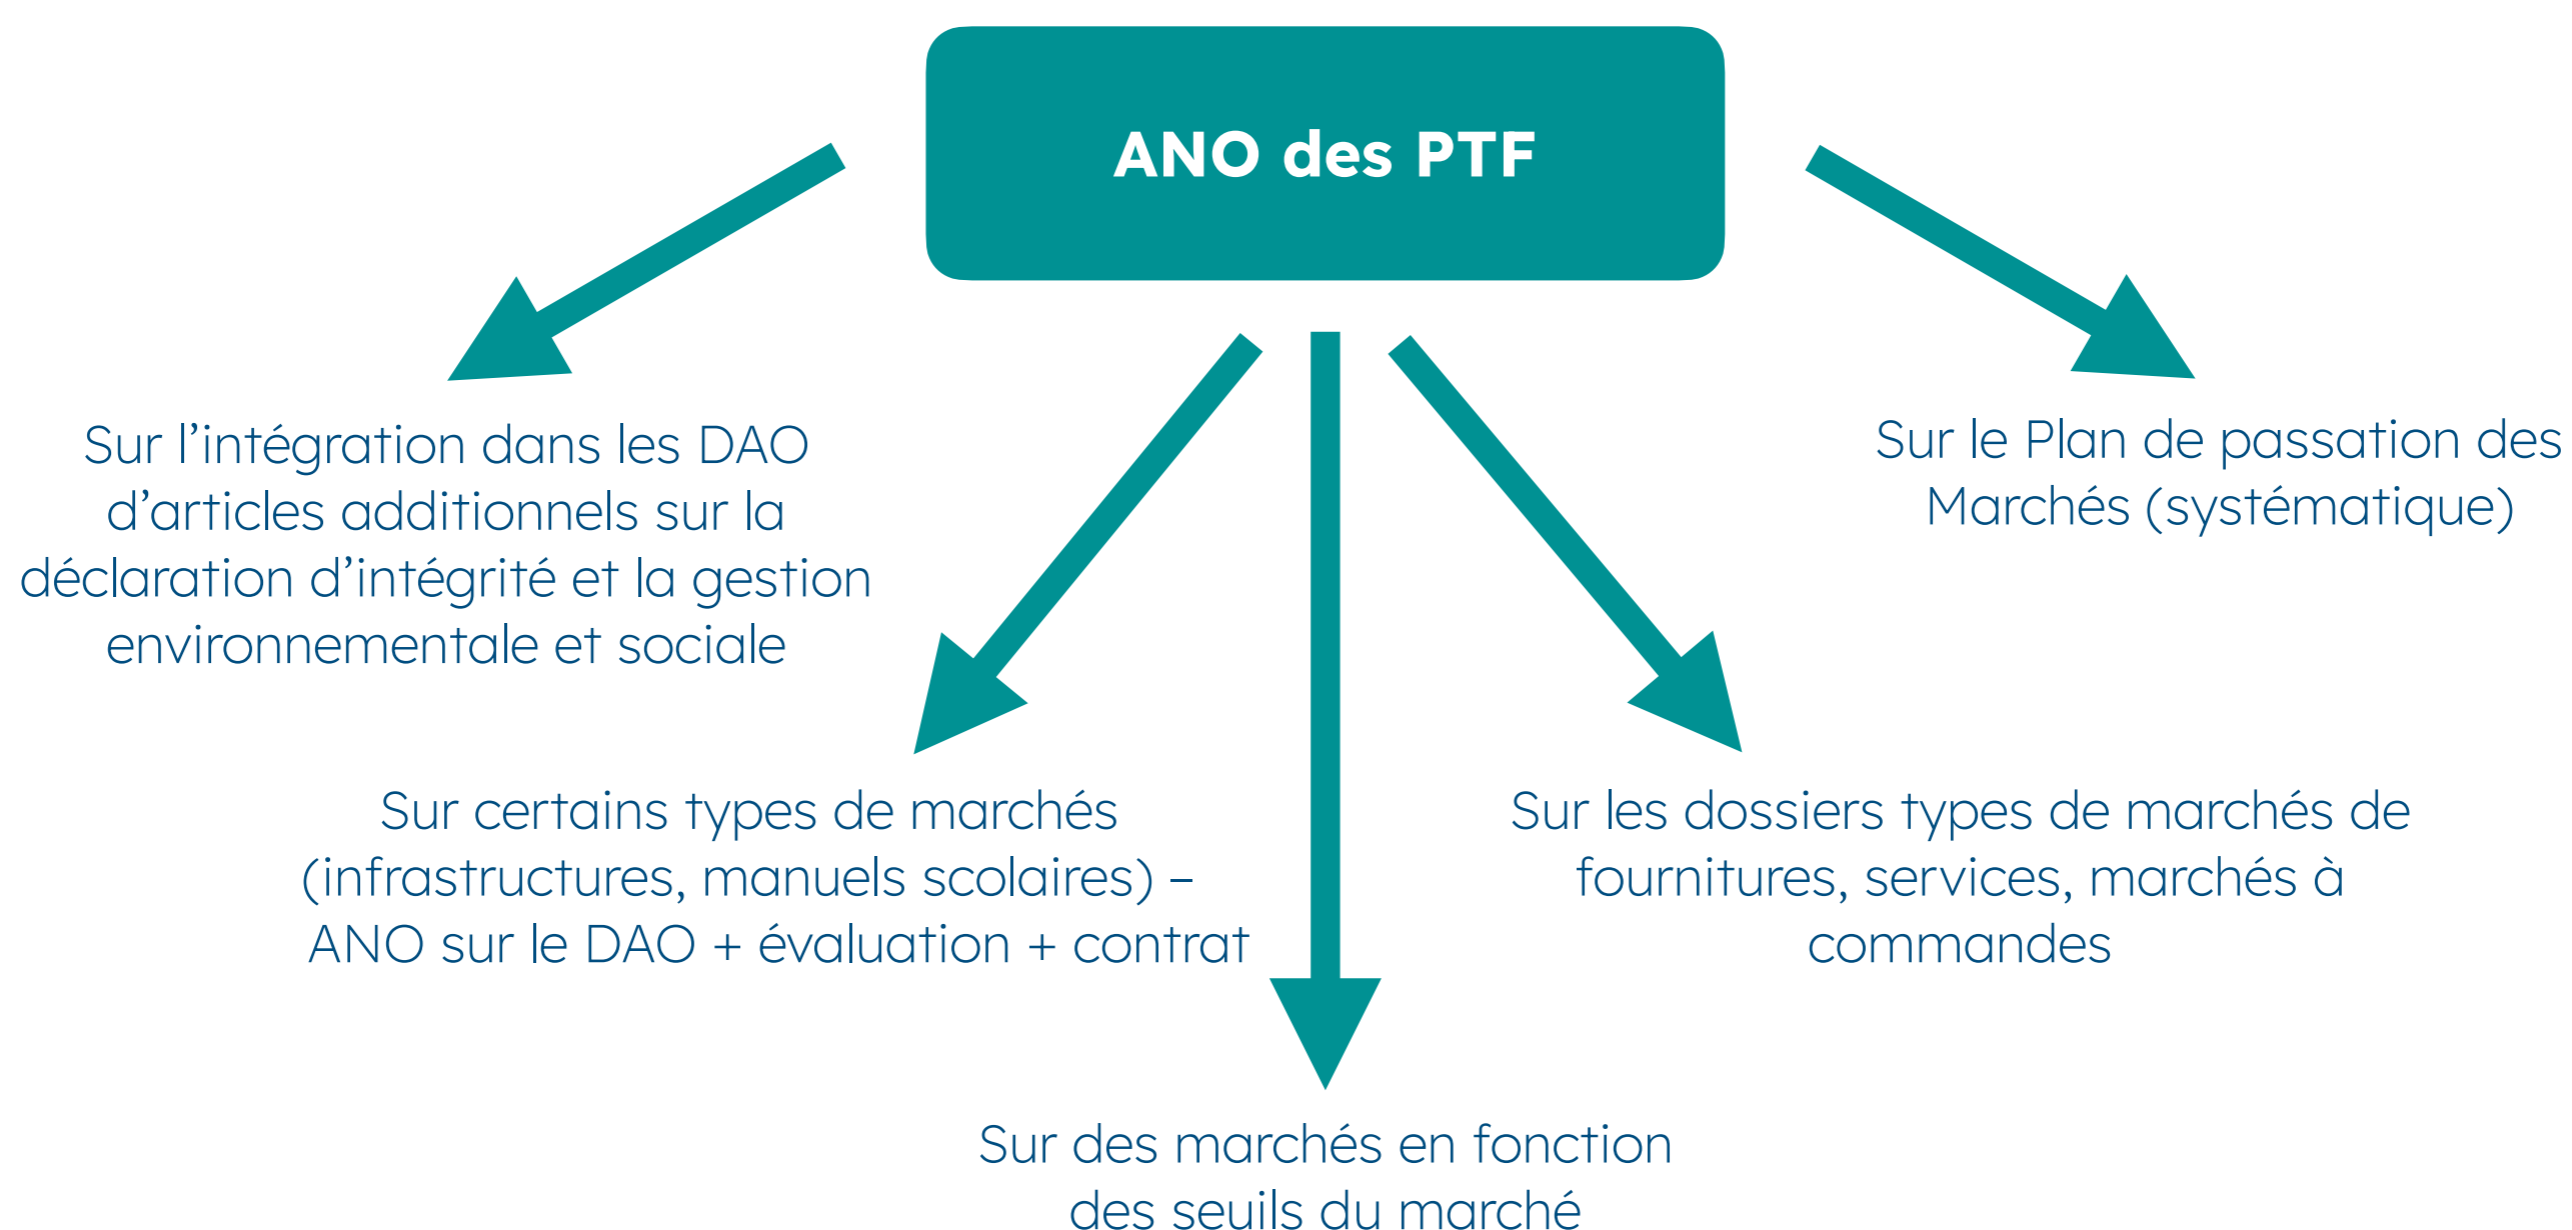 ANO des PTF
Sur l’intégration dans les DAO
d’articles additionnels sur la
déclaration d’intégrité et la gestion
environnementale et sociale
Sur le Plan de passation des
Marchés (systématique)
Sur certains types de marchés
(infrastructures, manuels scolaires) –
ANO sur le DAO + évaluation + contrat
Sur les dossiers types de marchés de
fournitures, services, marchés à
commandes
Sur des marchés en fonction
des seuils du marché